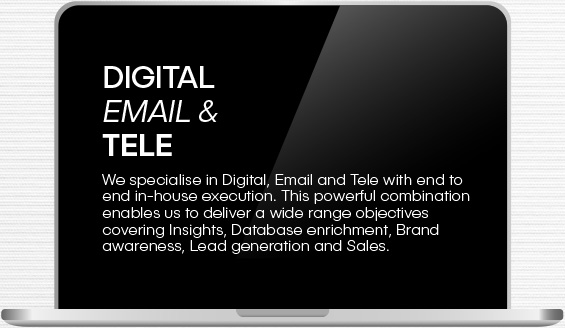 DIGITAL
EMAIL &
TELE
We specialise in Digital, Email and Tele with end to
end in-house execution. This powerful combination
enables us to deliver a wide range objectives
covering Insights, Database enrichment, Brand
awareness, Lead generation and Sales.